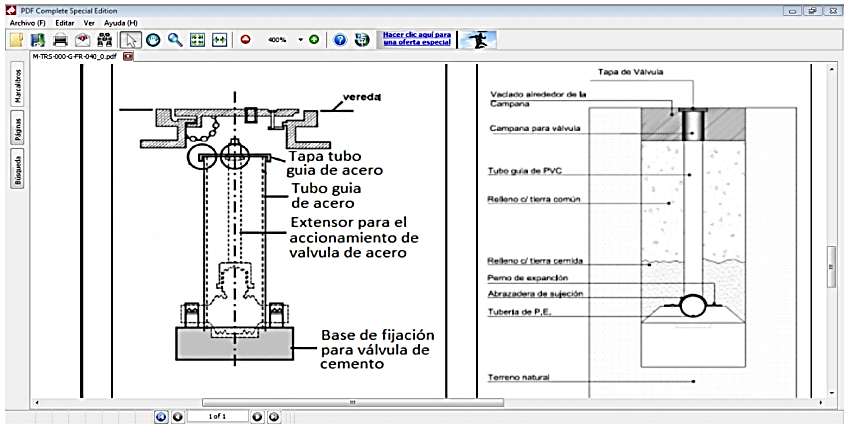 PDF Complete Special Edition
Archivo (F) Editar Ver Ayuda (H)
400%
Hacer clic aquí para
una oferta especial
M-TRS-000-G-FR-040_0.pdf
Marcalibros
Páginas
Búsqueda
vereda
Tapa tubo
guia de acero
Tubo guia
de acero
Extensor para el
accionamiento de
valvula de acero
Base de fijación
para válvula de
cemento
Tapa de Válvula
Vaciado alrededor de la
Campana
Campana para válvula
Tubo guía de PVC
Relleno c/ tierra común
Relleno c/ tierra cernida
Perno de expanción
Abrazadera de sujeción
Tubería de P.E.
Terreno natural
1 of 1